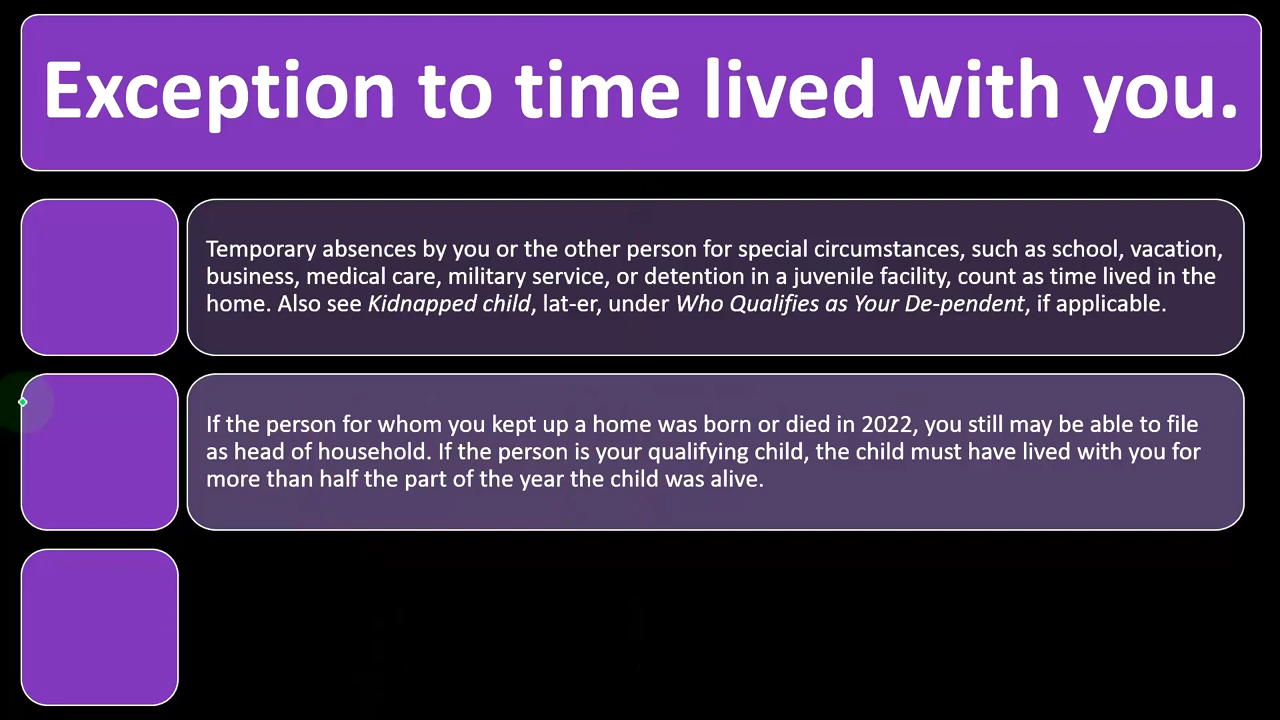 Exception to time lived with you.
Temporary absences by you or the other person for special circumstances, such as school, vacation,
business, medical care, military service, or detention in a juvenile facility, count as time lived in the
home. Also see Kidnapped child, lat-er, under Who Qualifies as Your De-pendent, if applicable.
If the person for whom you kept up a home was born or died in 2022, you still may be able to file
as head of household. If the person is your qualifying child, the child must have lived with you for
more than half the part of the year the child was alive.